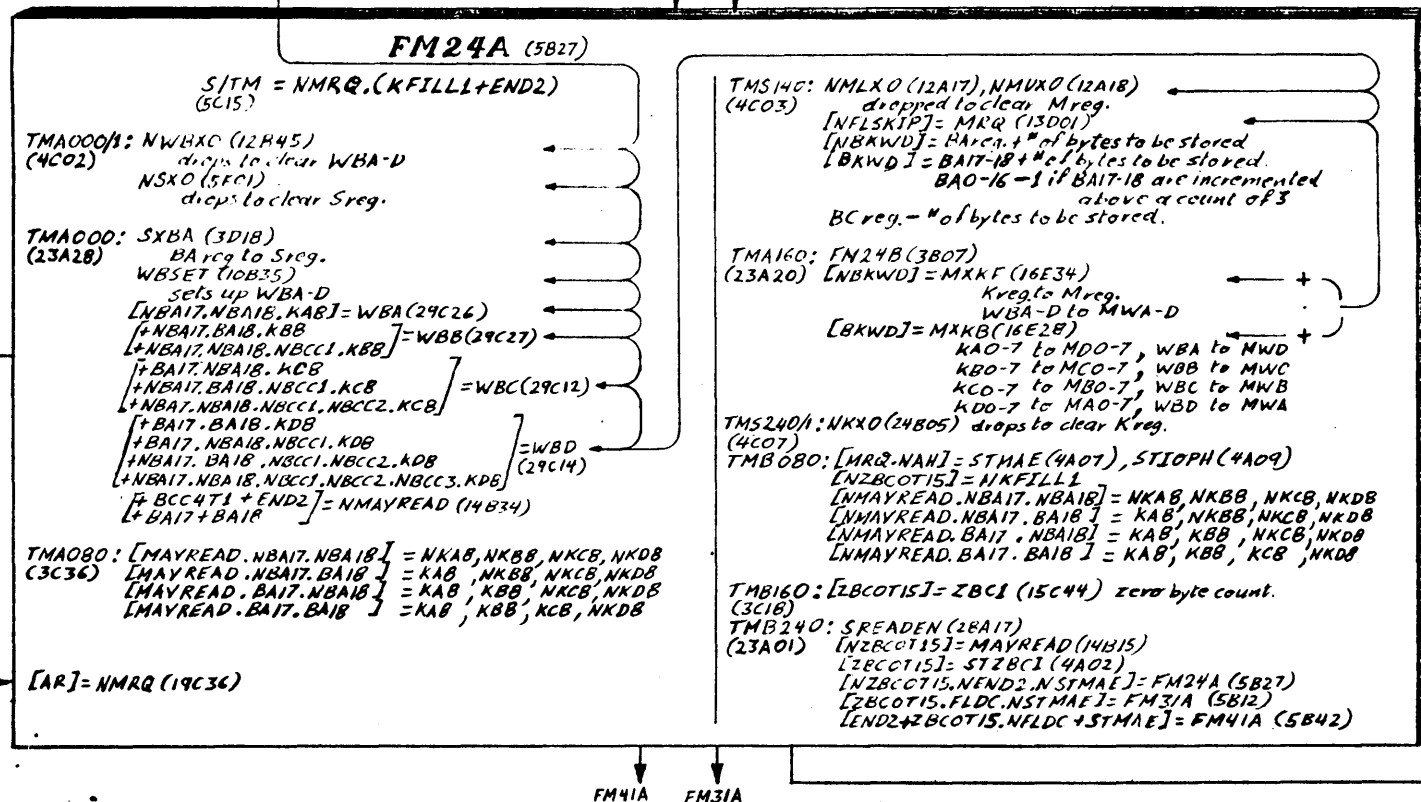 FM24A (5B27)
S/TM = NMRQ.(KFILL1+END2)
(5C15)
TMA000/1: NWBXO (12B45)
(4C02) drops to clear WBA-D
NSXO (5FC1)
drops to clear Sreg.
TMA000: SXBA (3D18)
(23A28) BA reg to Sreg.
WBSET (10B35)
sets up WBA-D
[NBA17.NBA18.KAB]=WBA(29C26)
[+NBA17.BA18.KBB
[+NBA17.NBA18.NBCC1.KBB]=WBB(29C27)
[+BA17.NBA18.KCB
+NBA17.BA18.NBCC1.KCB ]=WBC(29C12)
+NBA7.NBA18.NBCC1.NBCC2.KCB]
[+BA17.BA18.KDB
+BA17.NBA18.NBCC1.KDB ]=WBD
+NBA17.BA18.NBCC1.NBCC2.KDB (29C14)
+NBA17.NBA18.NBCC1.NBCC2.NBCC3.KDB]
[+ BCC4T1 + END2
[+ BA17+BA18 ]=NMAYREAD (14B34)
TMA080: [MAYREAD.NBA17.NBA18] = NKAB, NKBB, NKCB, NKDB
(3C36) [MAYREAD.NBA17.BA18 ] = KAB, NKBB, NKCB, NKDB
[MAYREAD.BA17.NBA18] = KAB, KBB, NKCB, NKDB
[MAYREAD.BA17.BA18 ] = KAB, KBB, KCB, NKDB
[AR]=NMRQ (19C36)
TMS140: NMLXO (12A17), NMUXO (12A18)
(4C03) dropped to clear Mreg.
[NFLSKIP]= MRQ (13D01)
[NBKWD]= BAreg.+ # of bytes to be stored
[BKWD]= BA17-18+ # of bytes to be stored.
BA0-16 -1 if BA17-18 are incremented
above a count of 3
BC reg.- # of bytes to be stored.
TMA160: FM24B (3B07)
(23A20) [NBKWD]=MXKF (16E34) +
Kreg to Mreg.
WBA-D to MWA-D
[BKWD]=MXKB(16E28) +
KA0-7 to MD0-7, WBA to MWD
KB0-7 to MC0-7, WBB to MWC
KC0-7 to MB0-7, WBC to MWB
KD0-7 to MA0-7, WBD to MWA
TMS240/1: NKXO (24B05) drops to clear Kreg.
(4C07)
TMB080: [MRQ.NAH]= STMAE (4A07), STIOPH (4A09)
[NZBCOT15]= NKFILL1
[NMAYREAD.NBA17.NBA18]= NKAB, NKBB, NKCB, NKDB
[NMAYREAD.NBA17.BA18 ] = KAB, NKBB, NKCB, NKDB
[NMAYREAD.BA17.NBA18] = KAB, KBB, NKCB, NKDB
[NMAYREAD.BA17.BA18 ] = KAB, KBB, KCB, NKDB
TMB160: [ZBCOT15]= ZBC1 (15C44) zero byte count.
(3C18)
TMB240: SREADEN (28A17)
(23A01) [NZBCOT15]= MAYREAD (14B15)
[ZBCOT15]= STZBCI (4A02)
[NZBCOT15.NEND2.NSTMAE]= FM24A (5B27)
[ZBCOT15.FLDC.NSTMAE]= FM31A (5B12)
[END2+ZBCOT15.NFLDC+STMAE]= FM41A (5B42)
FM41A FM31A